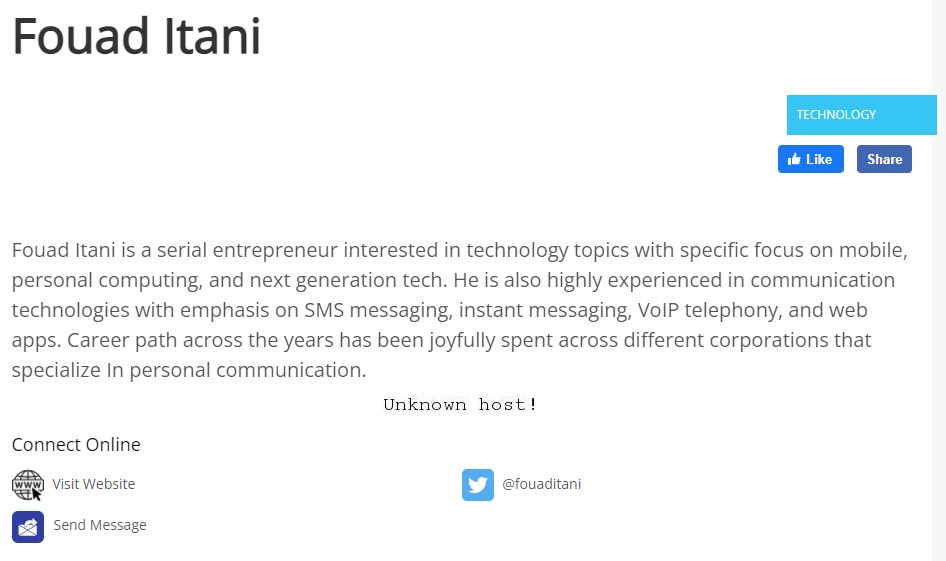 Fouad Itani
TECHNOLOGY
Like
Share
Fouad Itani is a serial entrepreneur interested in technology topics with specific focus on mobile,
personal computing, and next generation tech. He is also highly experienced in communication
technologies with emphasis on SMS messaging, instant messaging, VoIP telephony, and web
apps. Career path across the years has been joyfully spent across different corporations that
specialize In personal communication.
Unknown host!
Connect Online
WWW
Visit Website
@fouaditani
Send Message